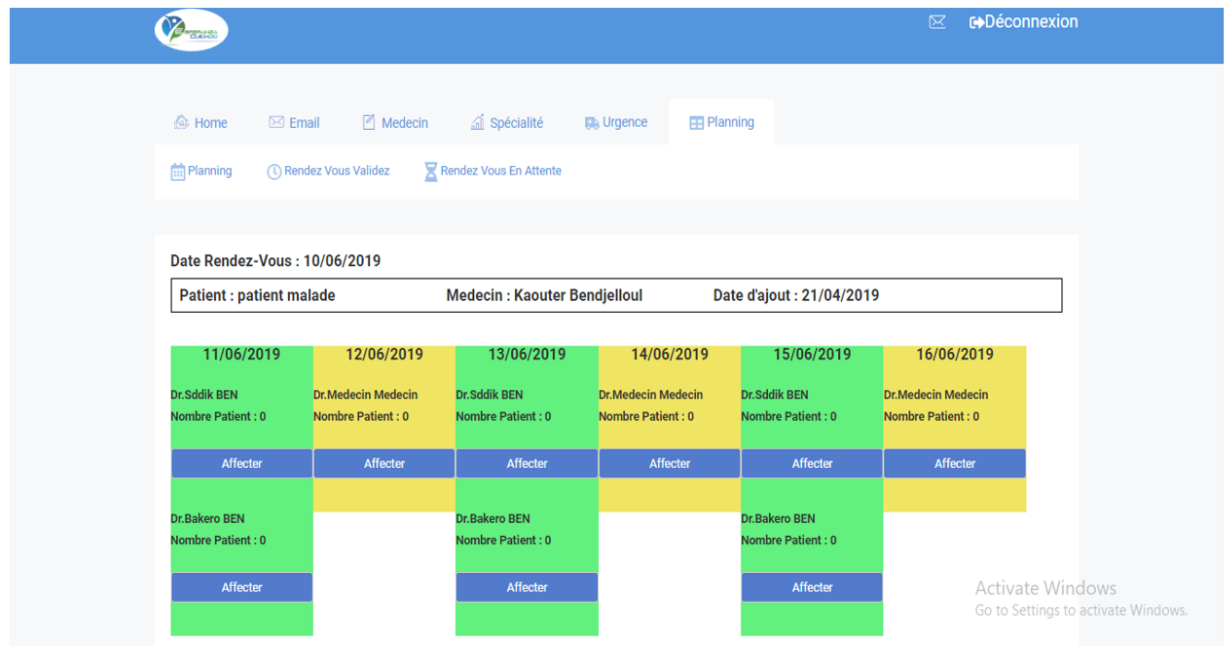 ESPERANZA
CUIDADO
Déconnexion
Home Email Medecin Spécialité Urgence Planning
Planning Rendez Vous Validez Rendez Vous En Attente
Date Rendez-Vous : 10/06/2019
Patient : patient malade Medecin : Kaouter Bendjelloul Date d'ajout : 21/04/2019
11/06/2019 12/06/2019 13/06/2019 14/06/2019 15/06/2019 16/06/2019
Dr.Sddik BEN Dr.Medecin Medecin Dr.Sddik BEN Dr.Medecin Medecin Dr.Sddik BEN Dr.Medecin Medecin
Nombre Patient : 0 Nombre Patient : 0 Nombre Patient : 0 Nombre Patient : 0 Nombre Patient : 0 Nombre Patient : 0
Affecter Affecter Affecter Affecter Affecter Affecter
Dr.Bakero BEN Dr.Bakero BEN Dr.Bakero BEN
Nombre Patient : 0 Nombre Patient : 0 Nombre Patient : 0
Affecter Affecter Affecter
Activate Windows
Go to Settings to activate Windows.